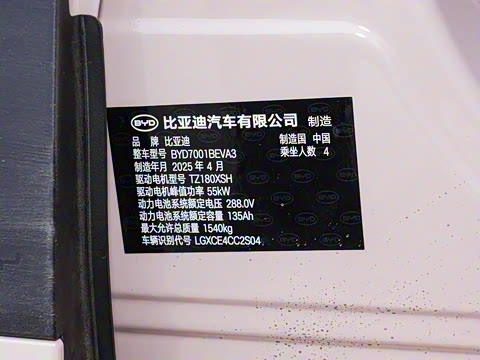 BYD 比亚迪汽车有限公司 制造
品 牌 比亚迪 制造国 中国
整车型号 BYD7001BEVA3 乘坐人数 4
制造年月 2025 年 4 月
驱动电机型号 TZ180XSH
驱动电机峰值功率 55kW
动力电池系统额定电压 288.0V
动力电池系统额定容量 135Ah
最大允许总质量 1540kg
车辆识别代号 LGXCE4CC2S04